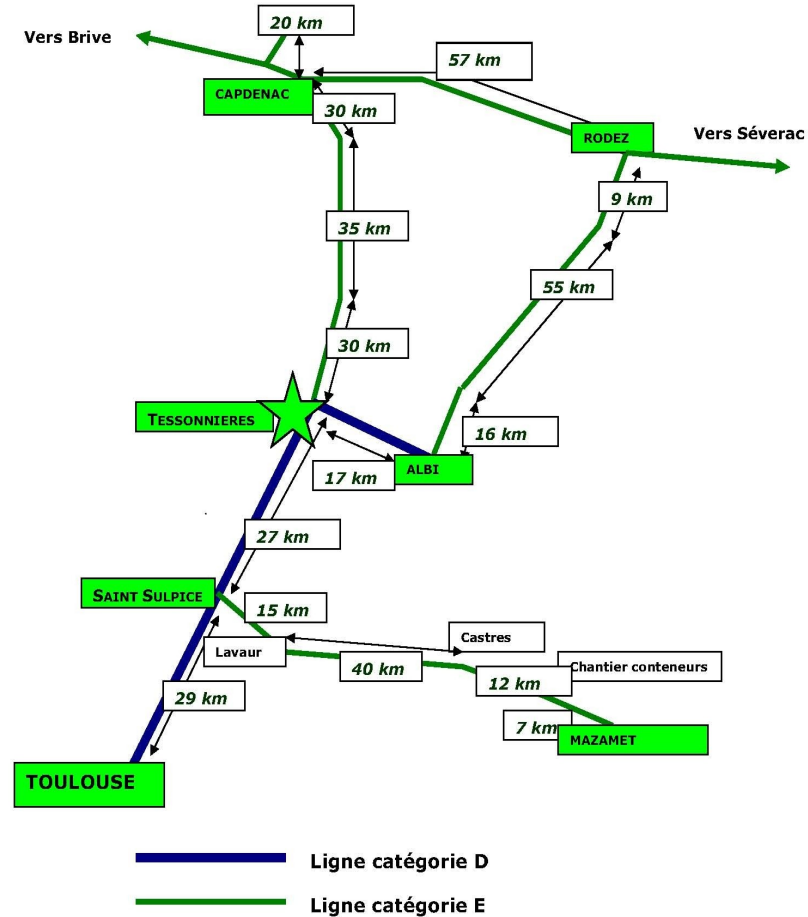 20 km
Vers Brive
57 km
CAPDENAC
30 km
RODEZ
Vers Séverac
9 km
35 km
55 km
30 km
TESSONNIERES
16 km
17 km
ALBI
27 km
SAINT SULPICE
15 km
Castres
Lavaur
40 km
Chantier conteneurs
12 km
29 km
7 km
MAZAMET
TOULOUSE
Ligne catégorie D
Ligne catégorie E